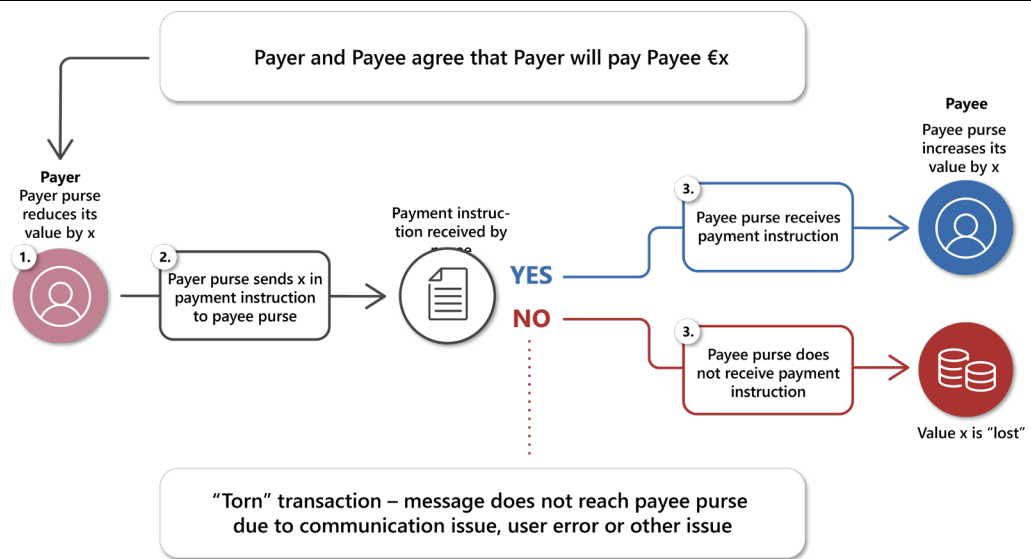 Payer and Payee agree that Payer will pay Payee €x
Payer
Payer purse
reduces its
value by x
1.
2.
Payer purse sends x in
payment instruction
to payee purse
Payment instruc-
tion received by
YES
NO
3.
Payee purse receives
payment instruction
Payee
Payee purse
increases its
value by x
3.
Payee purse does
not receive payment
instruction
Value x is “lost”
“Torn” transaction – message does not reach payee purse
due to communication issue, user error or other issue